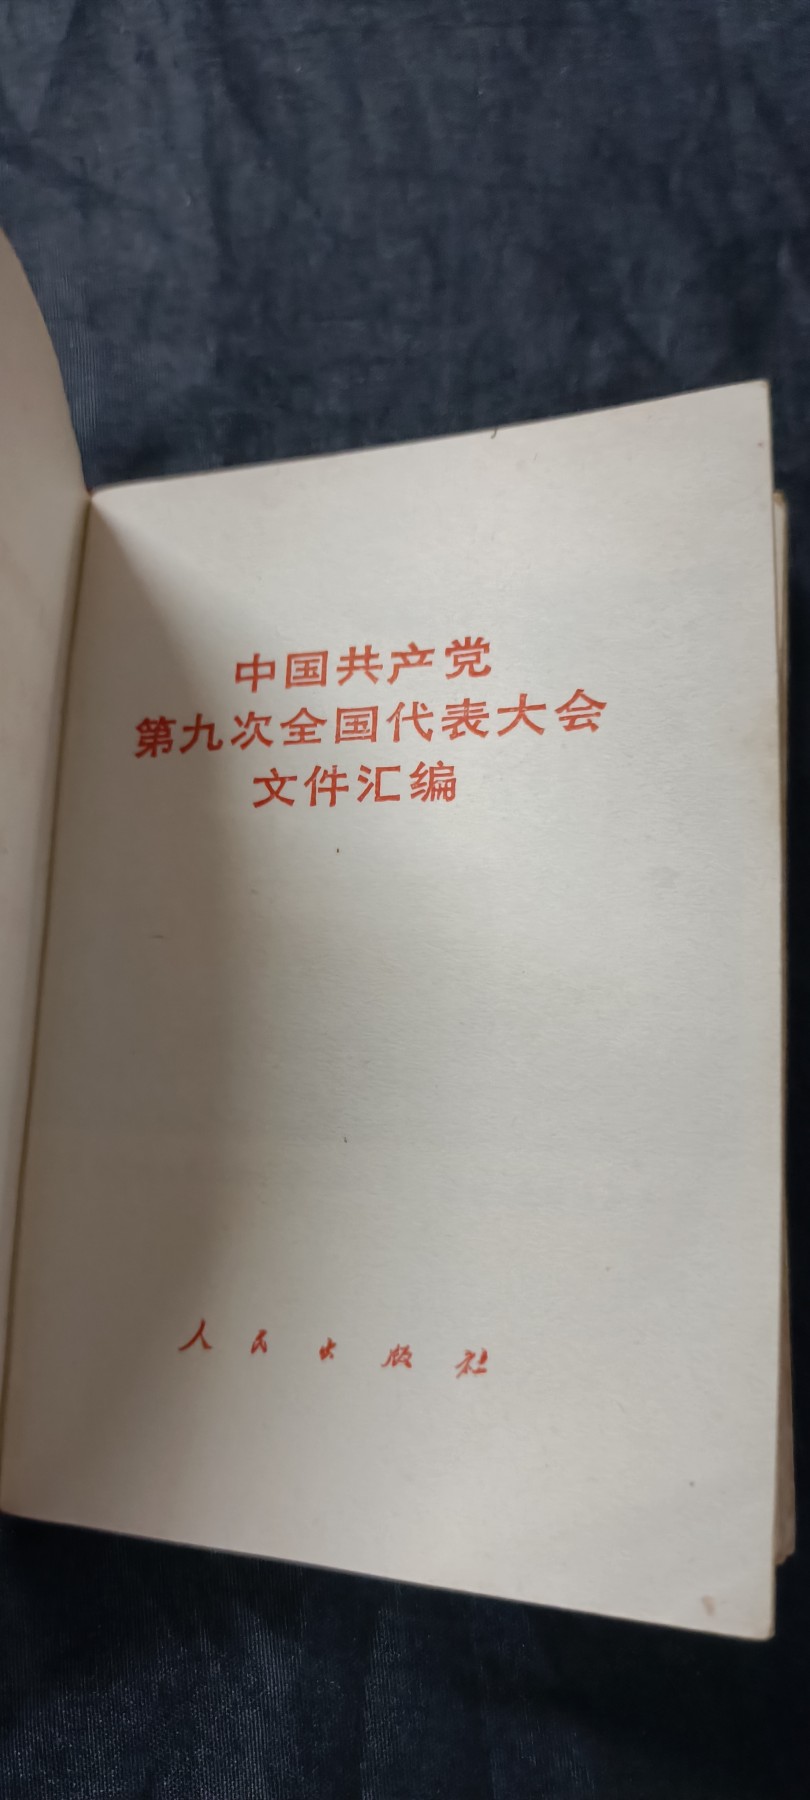 中国共产党
第九次全国代表大会
文件汇编
人民出版社